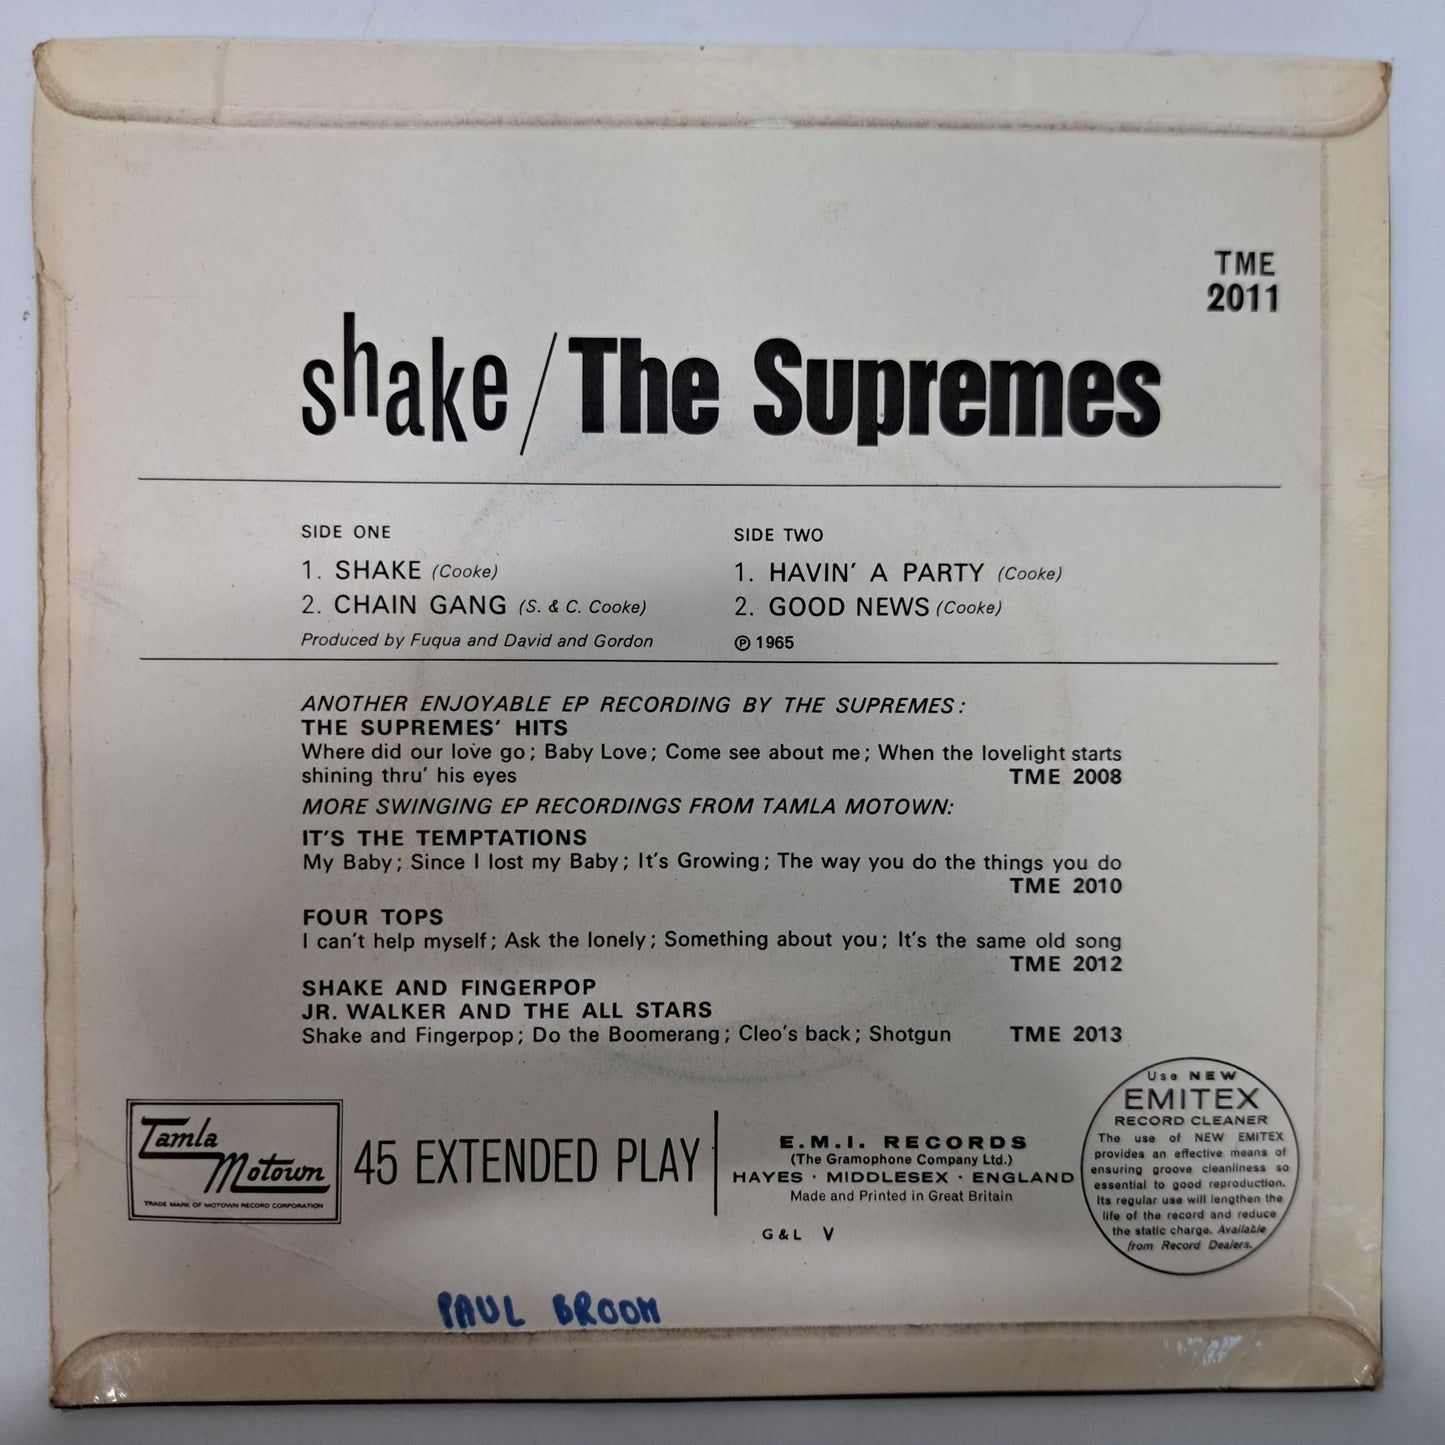 TME
2011
shake/The Supremes
SIDE ONE
1. SHAKE (Cooke)
2. CHAIN GANG (S. & C. Cooke)
Produced by Fuqua and David and Gordon
SIDE TWO
1. HAVIN' A PARTY (Cooke)
2. GOOD NEWS (Cooke)
℗ 1965
ANOTHER ENJOYABLE EP RECORDING BY THE SUPREMES:
THE SUPREMES' HITS
Where did our love go; Baby Love; Come see about me; When the lovelight starts
shining thru' his eyes TME 2008
MORE SWINGING EP RECORDINGS FROM TAMLA MOTOWN:
IT'S THE TEMPTATIONS
My Baby; Since I lost my Baby; It's Growing; The way you do the things you do
TME 2010
FOUR TOPS
I can't help myself; Ask the lonely; Something about you; It's the same old song
TME 2012
SHAKE AND FINGERPOP
JR. WALKER AND THE ALL STARS
Shake and Fingerpop; Do the Boomerang; Cleo's back; Shotgun TME 2013
Tamla
Motown
TRADE MARK OF MOTOWN RECORD CORPORATION
45 EXTENDED PLAY
E.M.I. RECORDS
(The Gramophone Company Ltd.)
HAYES · MIDDLESEX · ENGLAND
Made and Printed in Great Britain
G & L V
Use NEW
EMITEX
RECORD CLEANER
The use of NEW EMITEX
provides an effective means of
ensuring groove cleanliness so
essential to good reproduction.
Its regular use will lengthen the
life of the record and reduce
the static charge. Available
from Record Dealers.
PAUL BROOM